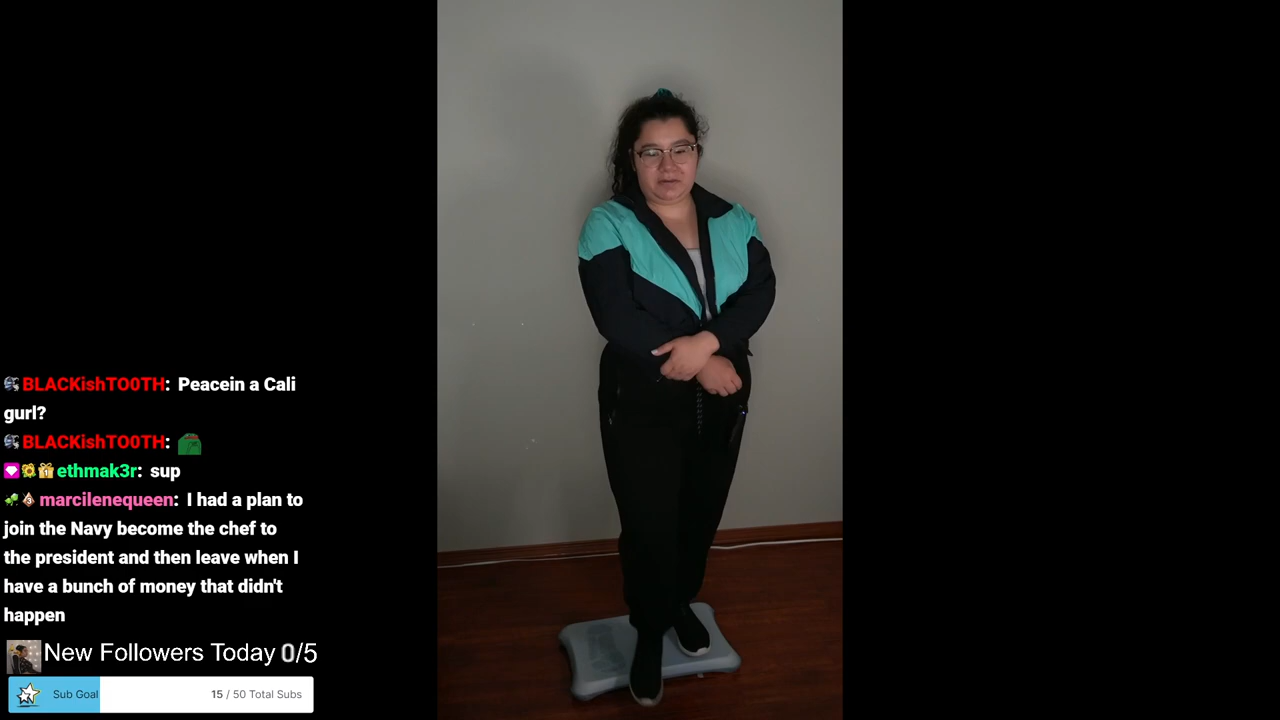 BLACKishTO0TH: Peacein a Cali
gurl?
BLACKishTO0TH:
ethmak3r: sup
marcilenequeen: I had a plan to
join the Navy become the chef to
the president and then leave when I
have a bunch of money that didn't
happen
New Followers Today 0/5
Sub Goal 15 / 50 Total Subs